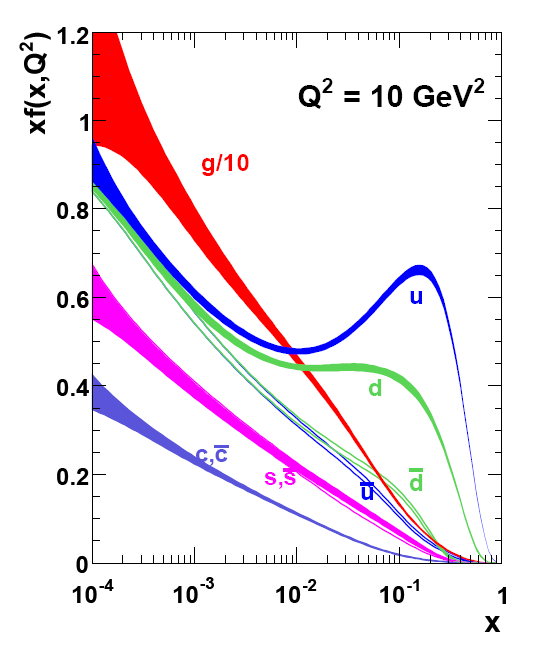 xf(x,Q²)
1.2
1
0.8
0.6
0.4
0.2
0
Q² = 10 GeV²
g/10
u
d
c,c̅
s,s̅
u̅
d̅
10⁻⁴ 10⁻³ 10⁻² 10⁻¹ 1
x